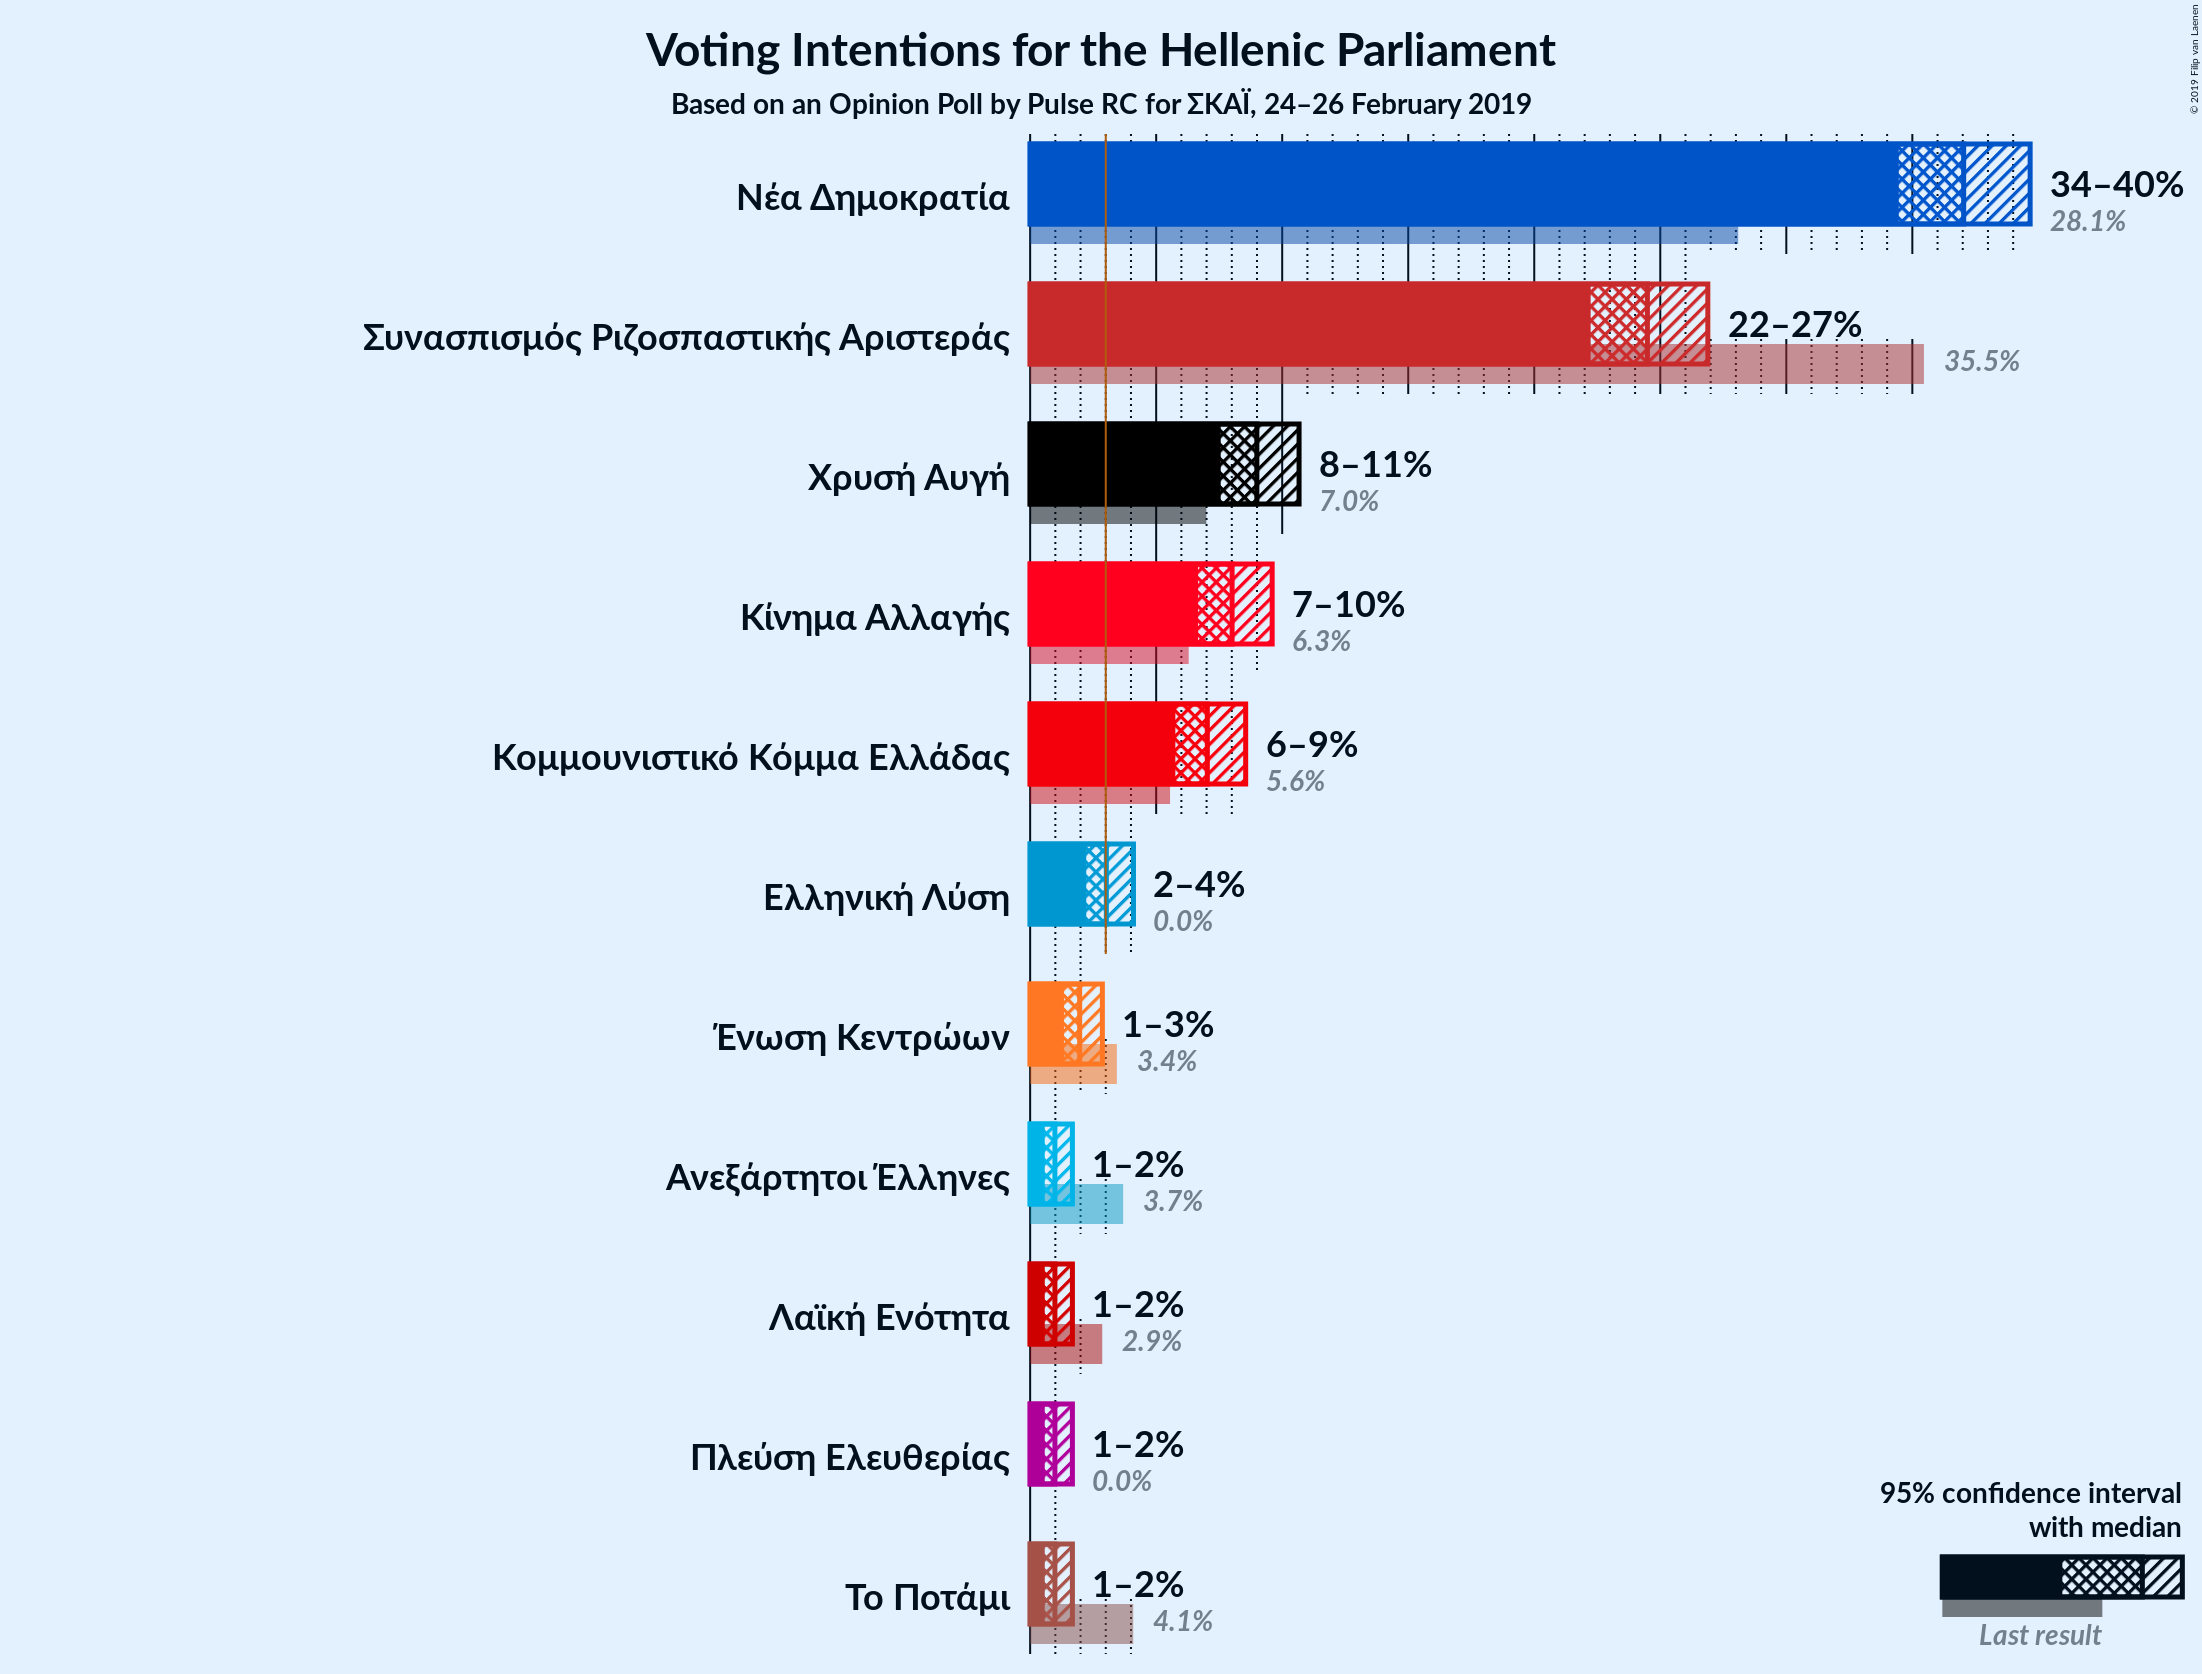 Voting Intentions for the Hellenic Parliament
Based on an Opinion Poll by Pulse RC for ΣΚΑΪ, 24–26 February 2019
© 2019 Filip van Laenen
Νέα Δημοκρατία
34–40%
28.1%
Συνασπισμός Ριζοσπαστικής Αριστεράς
22–27%
35.5%
Χρυσή Αυγή
8–11%
7.0%
Κίνημα Αλλαγής
7–10%
6.3%
Κομμουνιστικό Κόμμα Ελλάδας
6–9%
5.6%
Ελληνική Λύση
2–4%
0.0%
Ένωση Κεντρώων
1–3%
3.4%
Ανεξάρτητοι Έλληνες
1–2%
3.7%
Λαϊκή Ενότητα
1–2%
2.9%
Πλεύση Ελευθερίας
1–2%
0.0%
Το Ποτάμι
1–2%
4.1%
95% confidence interval
with median
Last result